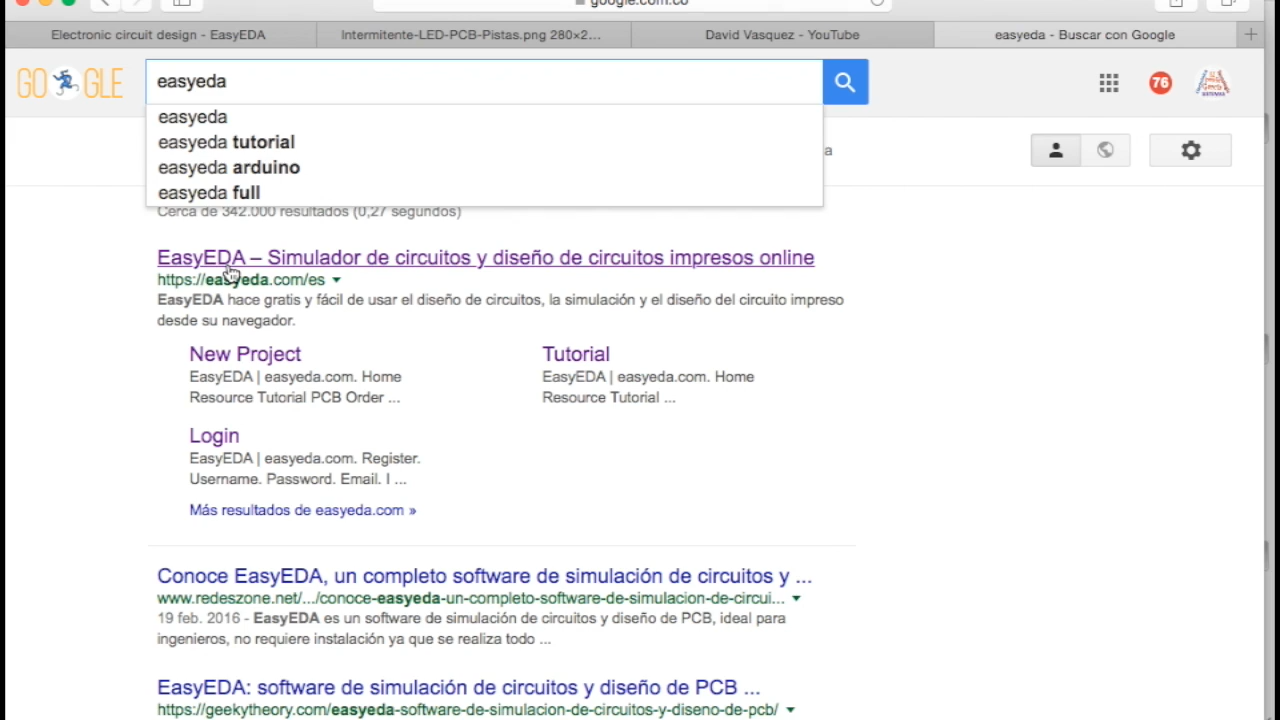 google.com.co
Electronic circuit design - EasyEDA
Intermitente-LED-PCB-Pistas.png 280×2...
David Vasquez - YouTube
easyeda - Buscar con Google
GO GLE
easyeda
76
easyeda
easyeda tutorial
easyeda arduino
easyeda full
a
Cerca de 342.000 resultados (0,27 segundos)
EasyEDA – Simulador de circuitos y diseño de circuitos impresos online
https://easyeda.com/es
EasyEDA hace gratis y fácil de usar el diseño de circuitos, la simulación y el diseño del circuito impreso
desde su navegador.
New Project
EasyEDA | easyeda.com. Home
Resource Tutorial PCB Order ...
Tutorial
EasyEDA | easyeda.com. Home
Resource Tutorial ...
Login
EasyEDA | easyeda.com. Register.
Username. Password. Email. I ...
Más resultados de easyeda.com »
Conoce EasyEDA, un completo software de simulación de circuitos y ...
www.redeszone.net/.../conoce-easyeda-un-completo-software-de-simulacion-de-circui...
19 feb. 2016 - EasyEDA es un software de simulación de circuitos y diseño de PCB, ideal para
ingenieros, no requiere instalación ya que se realiza todo ...
EasyEDA: software de simulación de circuitos y diseño de PCB ...
https://geekytheory.com/easyeda-software-de-simulacion-de-circuitos-y-diseno-de-pcb/